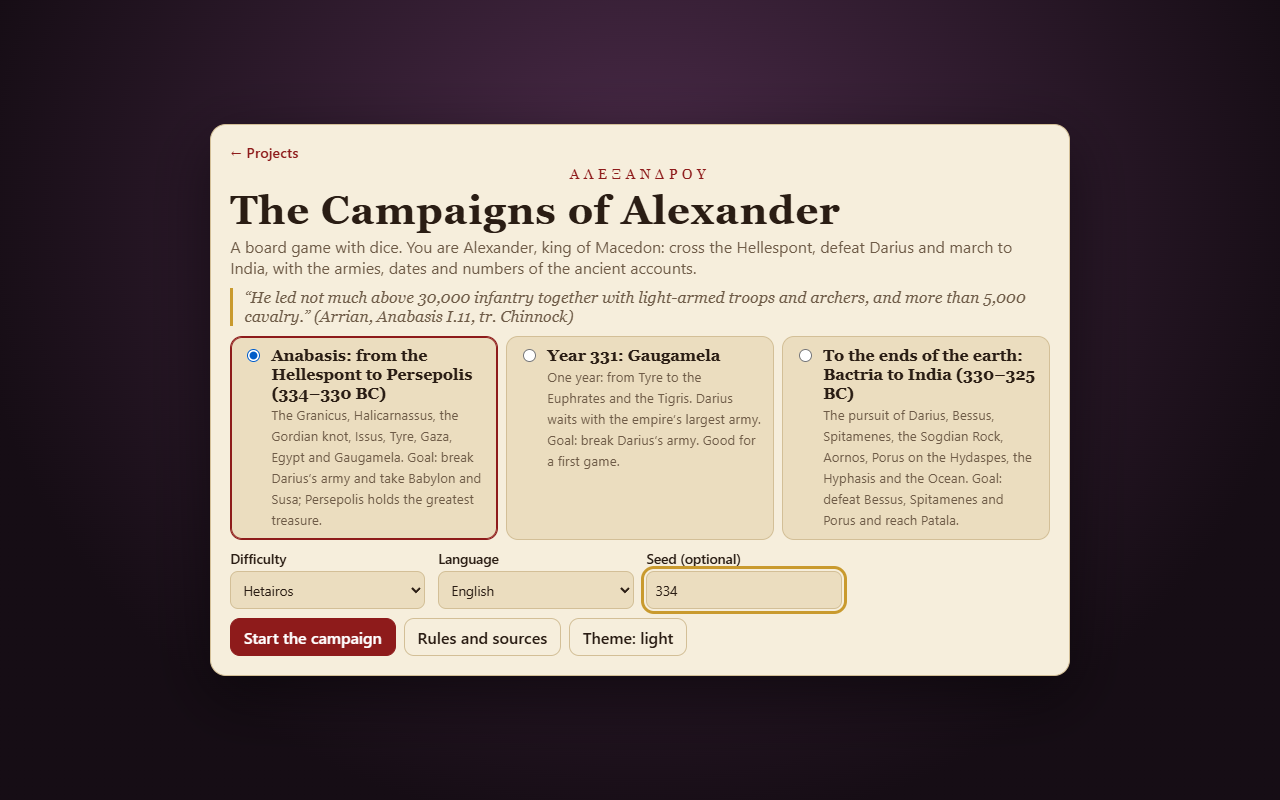 ← Projects
ΑΛΕΞΑΝΔΡΟΥ
The Campaigns of Alexander
A board game with dice. You are Alexander, king of Macedon: cross the Hellespont, defeat Darius and march to
India, with the armies, dates and numbers of the ancient accounts.
“He led not much above 30,000 infantry together with light-armed troops and archers, and more than 5,000
cavalry.” (Arrian, Anabasis I.11, tr. Chinnock)
Anabasis: from the
Hellespont to Persepolis
(334–330 BC)
The Granicus, Halicarnassus, the
Gordian knot, Issus, Tyre, Gaza,
Egypt and Gaugamela. Goal: break
Darius’s army and take Babylon and
Susa; Persepolis holds the greatest
treasure.
Year 331: Gaugamela
One year: from Tyre to the
Euphrates and the Tigris. Darius
waits with the empire’s largest army.
Goal: break Darius’s army. Good for
a first game.
To the ends of the earth:
Bactria to India (330–325
BC)
The pursuit of Darius, Bessus,
Spitamenes, the Sogdian Rock,
Aornos, Porus on the Hydaspes, the
Hyphasis and the Ocean. Goal:
defeat Bessus, Spitamenes and
Porus and reach Patala.
Difficulty
Language
Seed (optional)
Hetairos
English
334
Start the campaign
Rules and sources
Theme: light